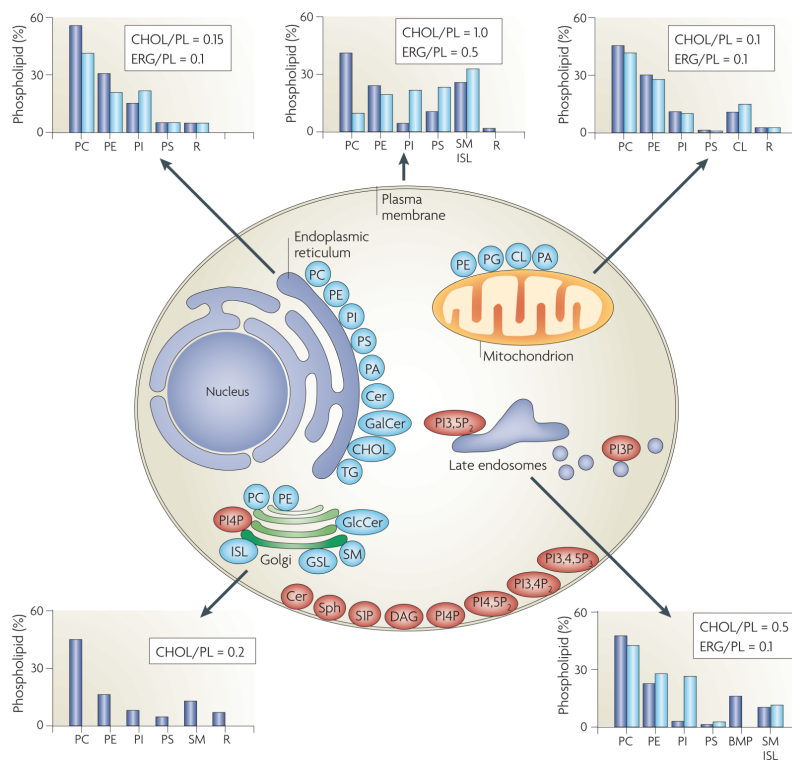 Phospholipid (%)
60
30
0
CHOL/PL = 0.15
ERG/PL = 0.1
PC PE PI PS R
60
30
0
CHOL/PL = 1.0
ERG/PL = 0.5
PC PE PI PS SM R
ISL
Phospholipid (%)
60
30
0
CHOL/PL = 0.1
ERG/PL = 0.1
PC PE PI PS CL R
Plasma
membrane
Endoplasmic
reticulum
PC
PE
PI
PS
PA
Cer
GalCer
CHOL
TG
Nucleus
PE PG CL PA
Mitochondrion
PI3,5P2
Late endosomes
PI3P
PC PE
PI4P
GlcCer
ISL
Golgi
GSL
SM
Cer
Sph
S1P
DAG
PI4P
PI4,5P2
PI3,4P2
PI3,4,5P3
Phospholipid (%)
60
30
0
CHOL/PL = 0.2
PC PE PI PS SM R
Phospholipid (%)
60
30
0
CHOL/PL = 0.5
ERG/PL = 0.1
PC PE PI PS BMP SM
ISL